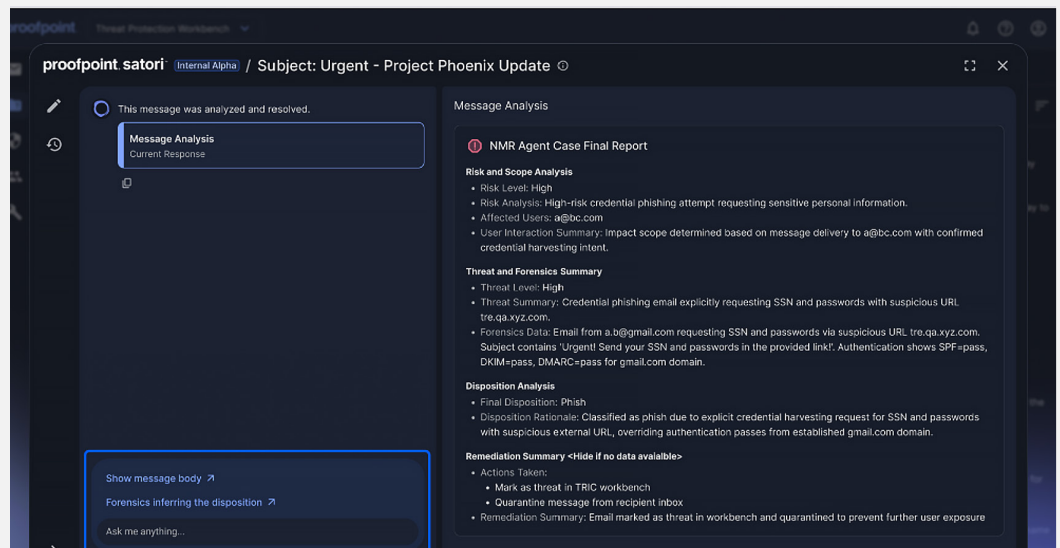 proofpoint.
Threat Protection Workbench
proofpoint. satori Internal Alpha / Subject: Urgent - Project Phoenix Update
This message was analyzed and resolved.
Message Analysis
Current Response
Show message body
Forensics inferring the disposition
Ask me anything...
Message Analysis
NMR Agent Case Final Report
Risk and Scope Analysis
• Risk Level: High
• Risk Analysis: High-risk credential phishing attempt requesting sensitive personal information.
• Affected Users: a@bc.com
• User Interaction Summary: Impact scope determined based on message delivery to a@bc.com with confirmed
credential harvesting intent.
Threat and Forensics Summary
• Threat Level: High
• Threat Summary: Credential phishing email explicitly requesting SSN and passwords with suspicious URL
tre.qa.xyz.com.
• Forensics Data: Email from a.b@gmail.com requesting SSN and passwords via suspicious URL tre.qa.xyz.com.
Subject contains 'Urgent! Send your SSN and passwords in the provided link!'. Authentication shows SPF=pass,
DKIM=pass, DMARC=pass for gmail.com domain.
Disposition Analysis
• Final Disposition: Phish
• Disposition Rationale: Classified as phish due to explicit credential harvesting request for SSN and passwords
with suspicious external URL, overriding authentication passes from established gmail.com domain.
Remediation Summary <Hide if no data avaialble>
• Actions Taken:
• Mark as threat in TRIC workbench
• Quarantine message from recipient inbox
• Remediation Summary: Email marked as threat in workbench and quarantined to prevent further user exposure